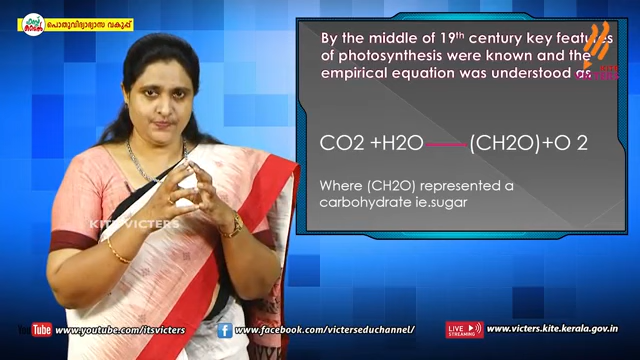 പൊതുവിദ്യാഭ്യാസ വകുപ്പ്
By the middle of 19th century key features
of photosynthesis were known and the
empirical equation was understood as
CO2 +H2O —— (CH2O)+O 2
Where (CH2O) represented a
carbohydrate ie.sugar
KITE VICTERS
You Tube www.youtube.com/itsvicters
f www.facebook.com/victerseduchannel/
LIVE STREAMING www.victers.kite.kerala.gov.in